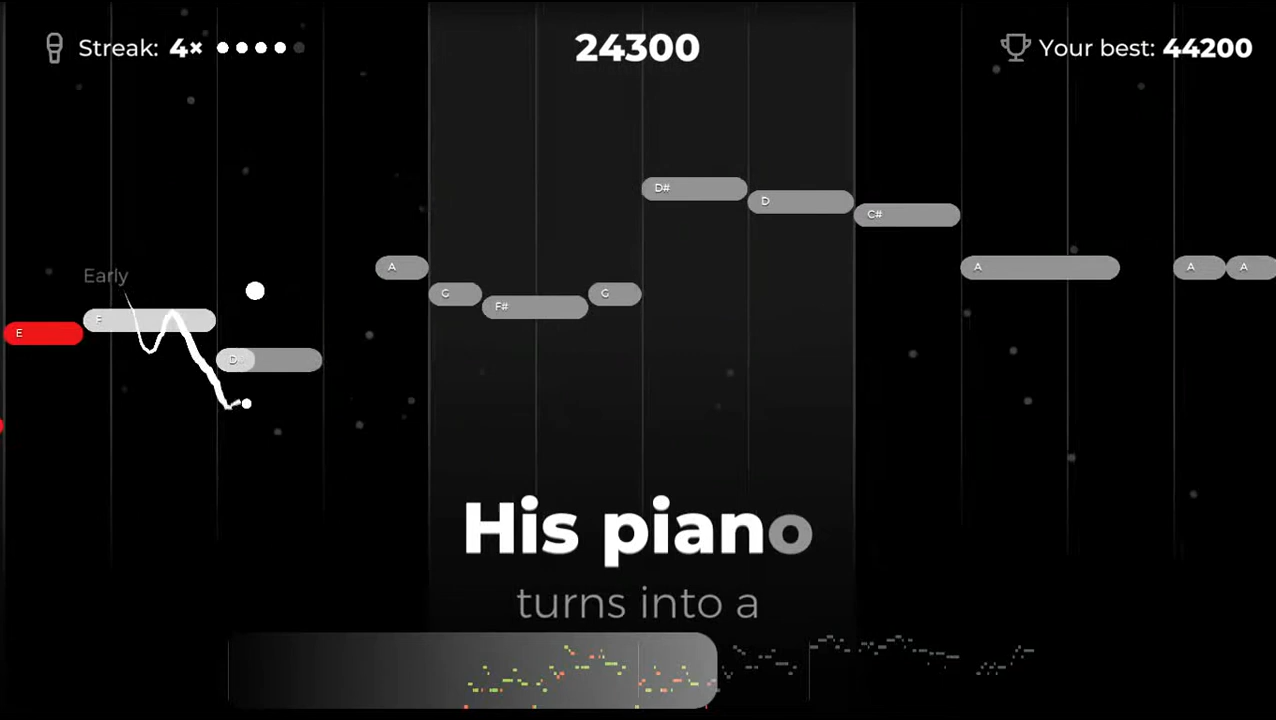 Streak: 4×
24300
Your best: 44200
D#
D
C#
A
A
A
A
Early
G
G
F#
F
E
D#
His piano
turns into a